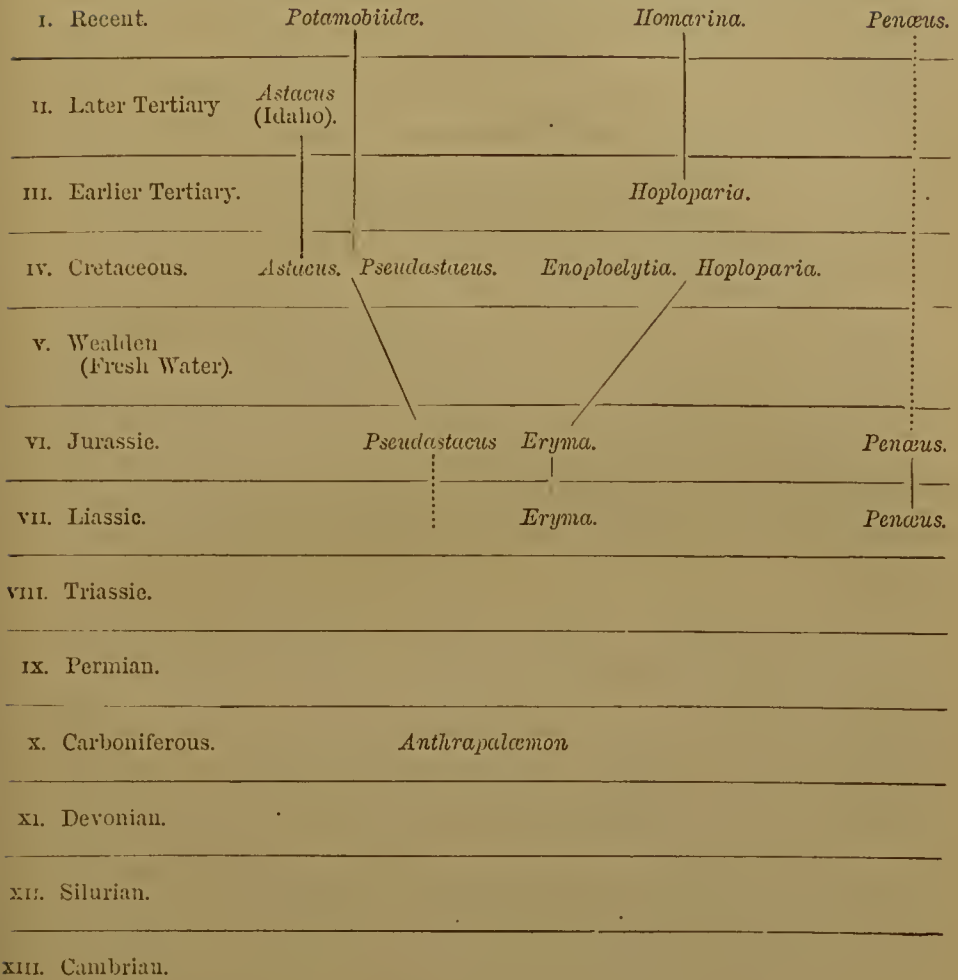 I. Recent. Potamobiidæ. Homarina. Penæus.
II. Later Tertiary Astacus
(Idaho).
III. Earlier Tertiary. Hoploparia.
IV. Cretaceous. Astacus. Pseudastacus. Enoploclytia. Hoploparia.
V. Wealden
(Fresh Water).
VI. Jurassic. Pseudastacus Eryma. Penæus.
VII. Liassic. Eryma. Penæus.
VIII. Triassic.
IX. Permian.
X. Carboniferous. Anthrapalæmon
XI. Devonian.
XII. Silurian.
XIII. Cambrian.